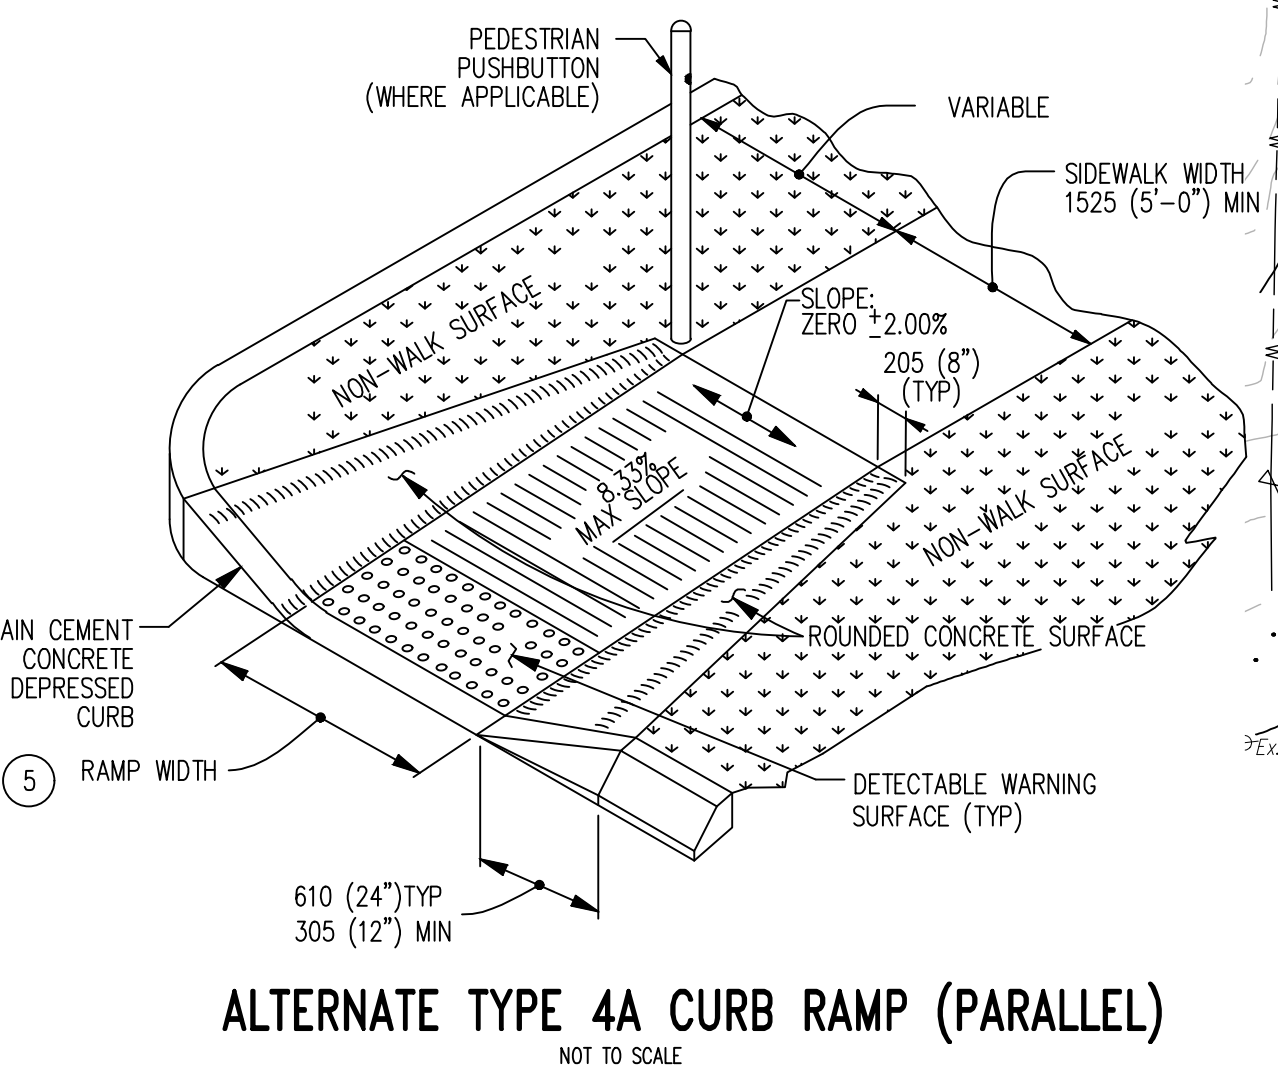 PEDESTRIAN
PUSHBUTTON
(WHERE APPLICABLE)
VARIABLE
SIDEWALK WIDTH
1525 (5'-0") MIN
NON-WALK SURFACE
SLOPE:
ZERO ±2.00%
205 (8")
(TYP)
8.33%
MAX SLOPE
NON-WALK SURFACE
AIN CEMENT
CONCRETE
DEPRESSED
CURB
ROUNDED CONCRETE SURFACE
5 RAMP WIDTH
Ex.
DETECTABLE WARNING
SURFACE (TYP)
610 (24")TYP
305 (12") MIN
ALTERNATE TYPE 4A CURB RAMP (PARALLEL)
NOT TO SCALE